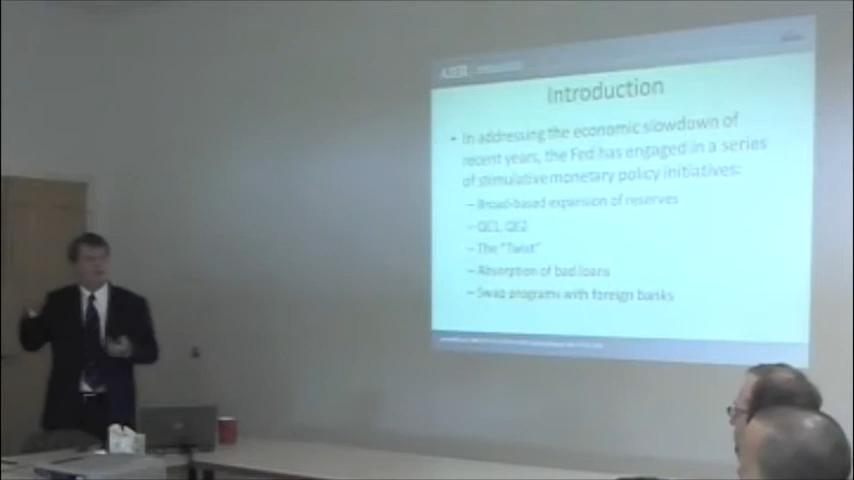 AIER
Introduction
• In addressing the economic slowdown of
recent years, the Fed has engaged in a series
of stimulative monetary policy initiatives:
– Broad-based expansion of reserves
– QE1, QE2
– The "Twist"
– Absorption of bad loans
– Swap programs with foreign banks